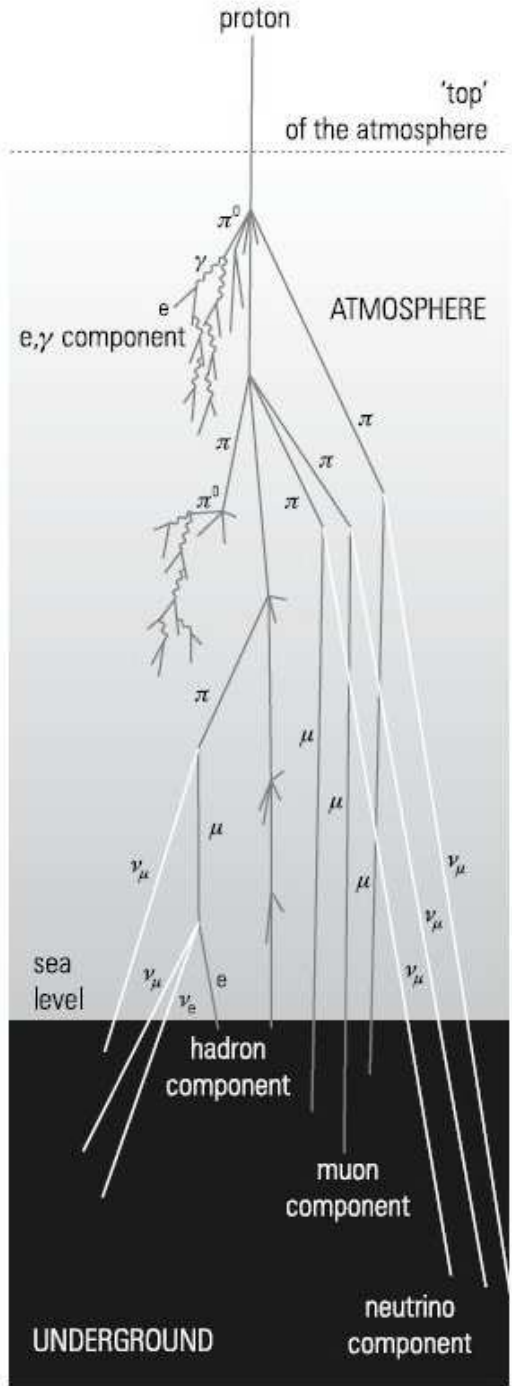 proton
'top'
of the atmosphere
π⁰
γ
ATMOSPHERE
e
e,γ component
π
π
π
π⁰
π
π
μ
μ
μ
μ
ν_μ
ν_μ
ν_μ
ν_μ
ν_μ
e
ν_e
sea
level
hadron
component
muon
component
neutrino
component
UNDERGROUND